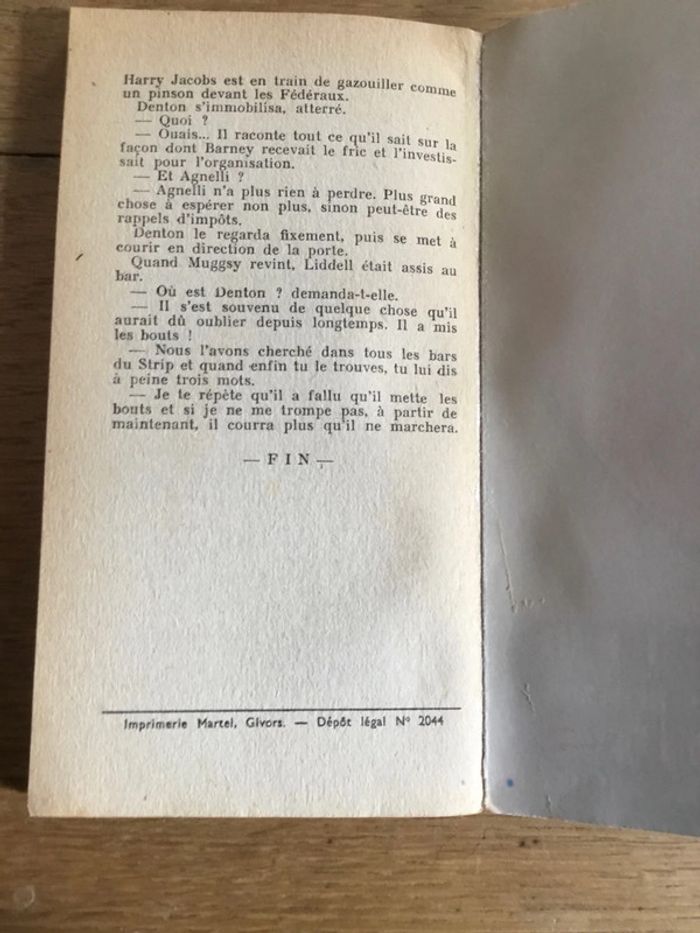 Harry Jacobs est en train de gazouiller comme
un pinson devant les Fédéraux.
Denton s'immobilisa, atterré.
— Quoi ?
— Ouais... Il raconte tout ce qu'il sait sur la
façon dont Barney recevait le fric et l'investis-
sait pour l'organisation.
— Et Agnelli ?
— Agnelli n'a plus rien à perdre. Plus grand
chose à espérer non plus, sinon peut-être des
rappels d'impôts.
Denton le regarda fixement, puis se met à
courir en direction de la porte.
Quand Muggsy revint, Liddell était assis au
bar.
— Où est Denton ? demanda-t-elle.
— Il s'est souvenu de quelque chose qu'il
aurait dû oublier depuis longtemps. Il a mis
les bouts !
— Nous l'avons cherché dans tous les bars
du Strip et quand enfin tu le trouves, tu lui dis
à peine trois mots.
— Je te répète qu'il a fallu qu'il mette les
bouts et si je ne me trompe pas, à partir de
maintenant, il courra plus qu'il ne marchera.
— F I N —
Imprimerie Martel, Givors. — Dépôt légal N° 2044